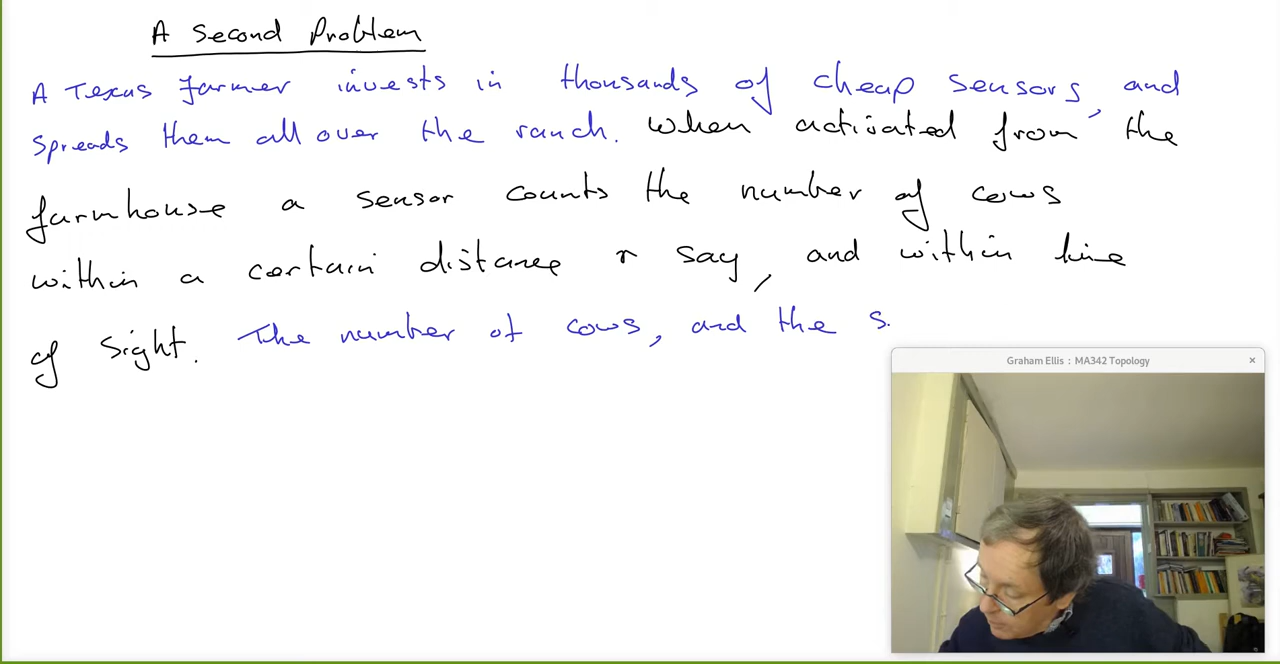 A Second Problem
A Texas farmer invests in thousands of cheap sensors, and
spreads them all over the ranch. When activated from the
farmhouse a sensor counts the number of cows
within a certain distance r say, and within line
of sight. The number of cows, and the s.
Graham Ellis : MA342 Topology ×